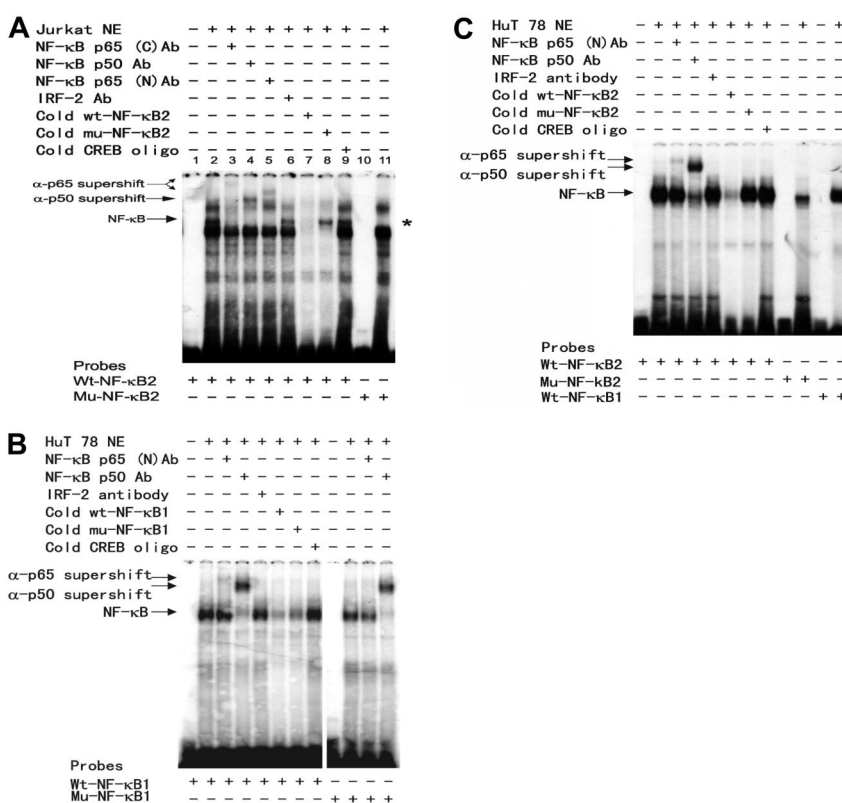 A
Jurkat NE − + + + + + + + + − +
NF-κB p65 (C)Ab − − + − − − − − − − −
NF-κB p50 Ab − − − + − − − − − − −
NF-κB p65 (N)Ab − − − − + − − − − − −
IRF-2 Ab − − − − − + − − − − −
Cold wt-NF-κB2 − − − − − − + − − − −
Cold mu-NF-κB2 − − − − − − − + − − −
Cold CREB oligo − − − − − − − − + − −
1 2 3 4 5 6 7 8 9 10 11
α-p65 supershift
α-p50 supershift
NF-κB
*
Probes
Wt-NF-κB2 + + + + + + + + + − −
Mu-NF-κB2 − − − − − − − − − + +
B
HuT 78 NE − + + + + + + + − + + +
NF-κB p65 (N)Ab − − + − − − − − − − + −
NF-κB p50 Ab − − − + − − − − − − − +
IRF-2 antibody − − − − + − − − − − − −
Cold wt-NF-κB1 − − − − − + − − − − − −
Cold mu-NF-κB1 − − − − − − + − − − − −
Cold CREB oligo − − − − − − − + − − − −
α-p65 supershift
α-p50 supershift
NF-κB
Probes
Wt-NF-κB1 + + + + + + + + − − − −
Mu-NF-κB1 − − − − − − − − + + + +
C
HuT 78 NE − + + + + + + + − + − +
NF-κB p65 (N)Ab − − + − − − − − − − − −
NF-κB p50 Ab − − − + − − − − − − − −
IRF-2 antibody − − − − + − − − − − − −
Cold wt-NF-κB2 − − − − − + − − − − − −
Cold mu-NF-κB2 − − − − − − + − − − − −
Cold CREB oligo − − − − − − − + − − − −
α-p65 supershift
α-p50 supershift
NF-κB
Probes
Wt-NF-κB2 + + + + + + + + − − − −
Mu-NF-kB2 − − − − − − − − + + − −
Wt-NF-κB1 − − − − − − − − − − + +